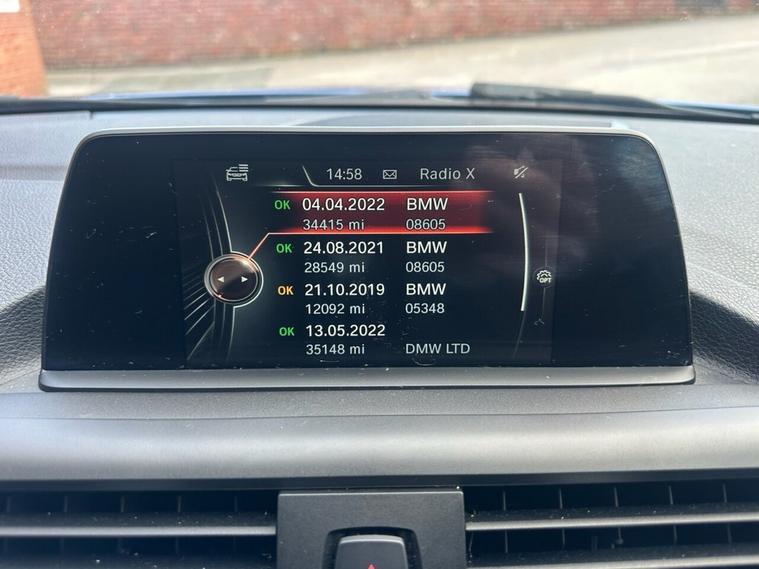 14:58 Radio X
OK 04.04.2022 BMW
34415 mi 08605
OK 24.08.2021 BMW
28549 mi 08605
OK 21.10.2019 BMW
12092 mi 05348
OK 13.05.2022
35148 mi DMW LTD
OPT